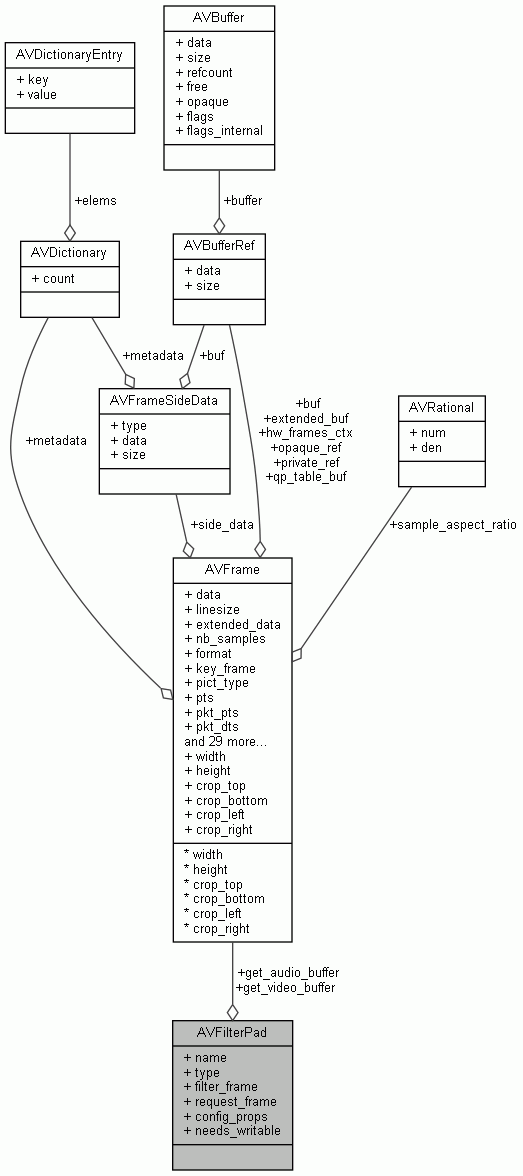 AVBuffer
+ data
+ size
+ refcount
+ free
+ opaque
+ flags
+ flags_internal
AVDictionaryEntry
+ key
+ value
+elems
+buffer
AVDictionary
+ count
AVBufferRef
+ data
+ size
+metadata
+buf
AVFrameSideData
+ type
+ data
+ size
+metadata
+buf
+extended_buf
+hw_frames_ctx
+opaque_ref
+private_ref
+qp_table_buf
AVRational
+ num
+ den
+side_data
+sample_aspect_ratio
AVFrame
+ data
+ linesize
+ extended_data
+ nb_samples
+ format
+ key_frame
+ pict_type
+ pts
+ pkt_pts
+ pkt_dts
and 29 more...
+ width
+ height
+ crop_top
+ crop_bottom
+ crop_left
+ crop_right
* width
* height
* crop_top
* crop_bottom
* crop_left
* crop_right
+get_audio_buffer
+get_video_buffer
AVFilterPad
+ name
+ type
+ filter_frame
+ request_frame
+ config_props
+ needs_writable